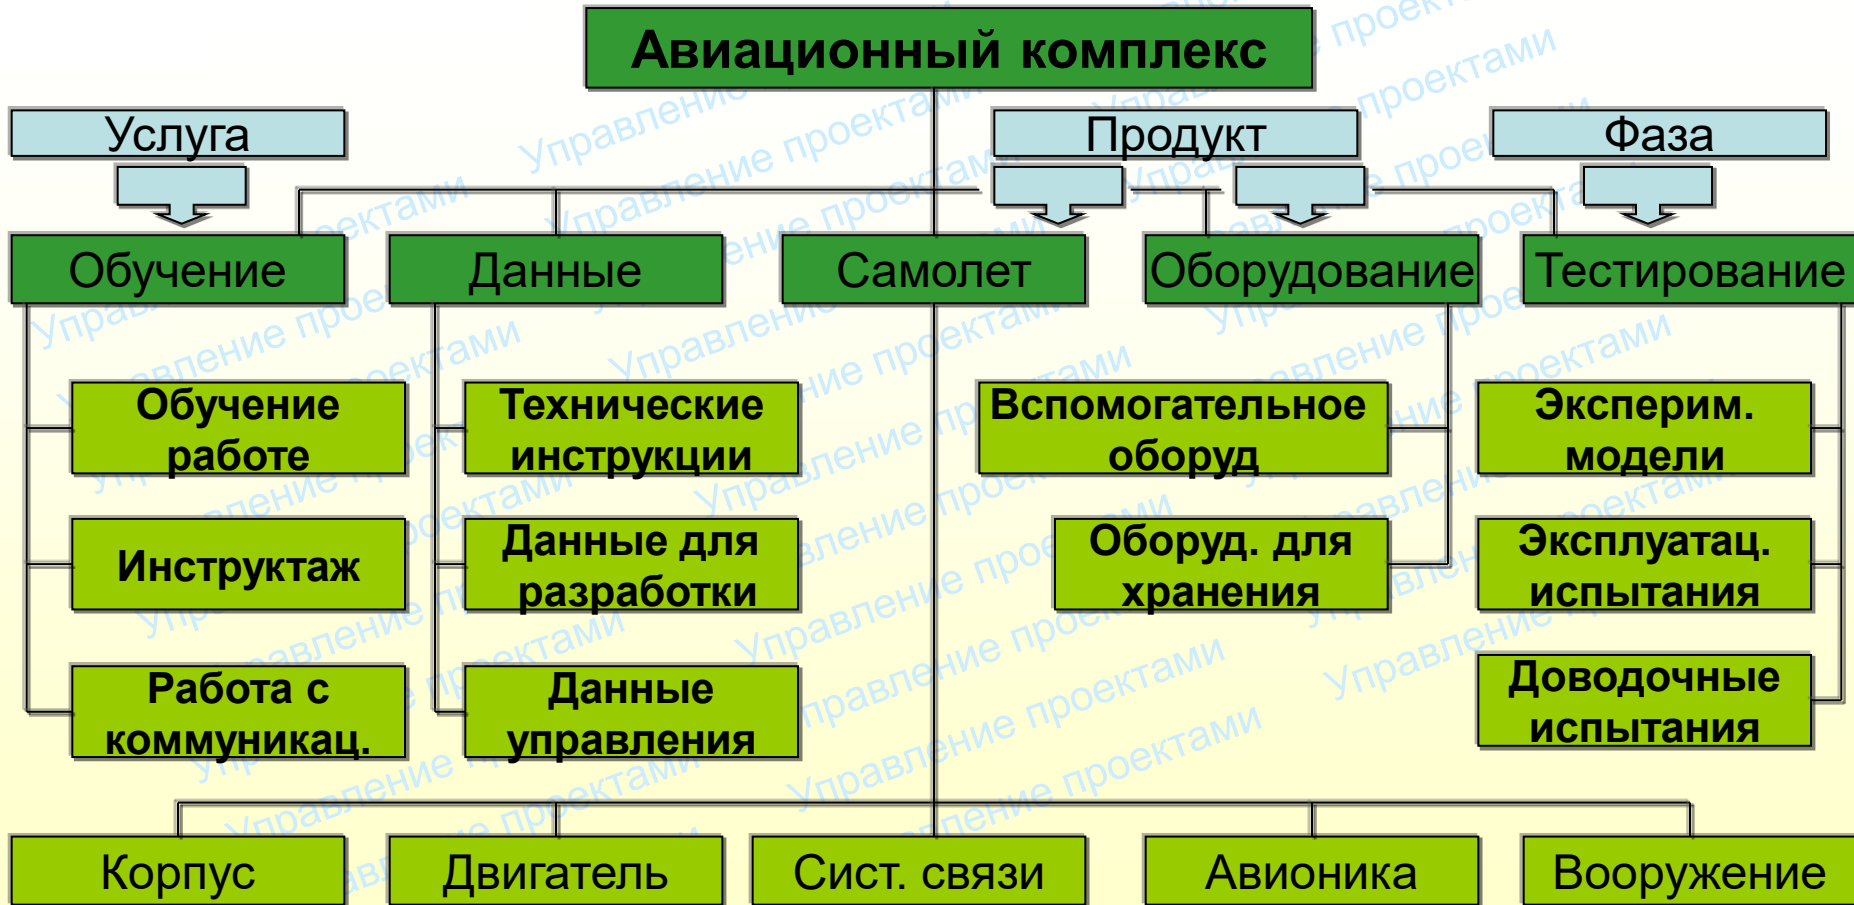 Авиационный комплекс
Услуга
Продукт
Фаза
Обучение
Данные
Самолет
Оборудование
Тестирование
Обучение
работе
Технические
инструкции
Вспомогательное
оборуд
Эксперим.
модели
Инструктаж
Данные для
разработки
Оборуд. для
хранения
Эксплуатац.
испытания
Работа с
коммуникац.
Данные
управления
Доводочные
испытания
Корпус
Двигатель
Сист. связи
Авионика
Вооружение
Управление проектами